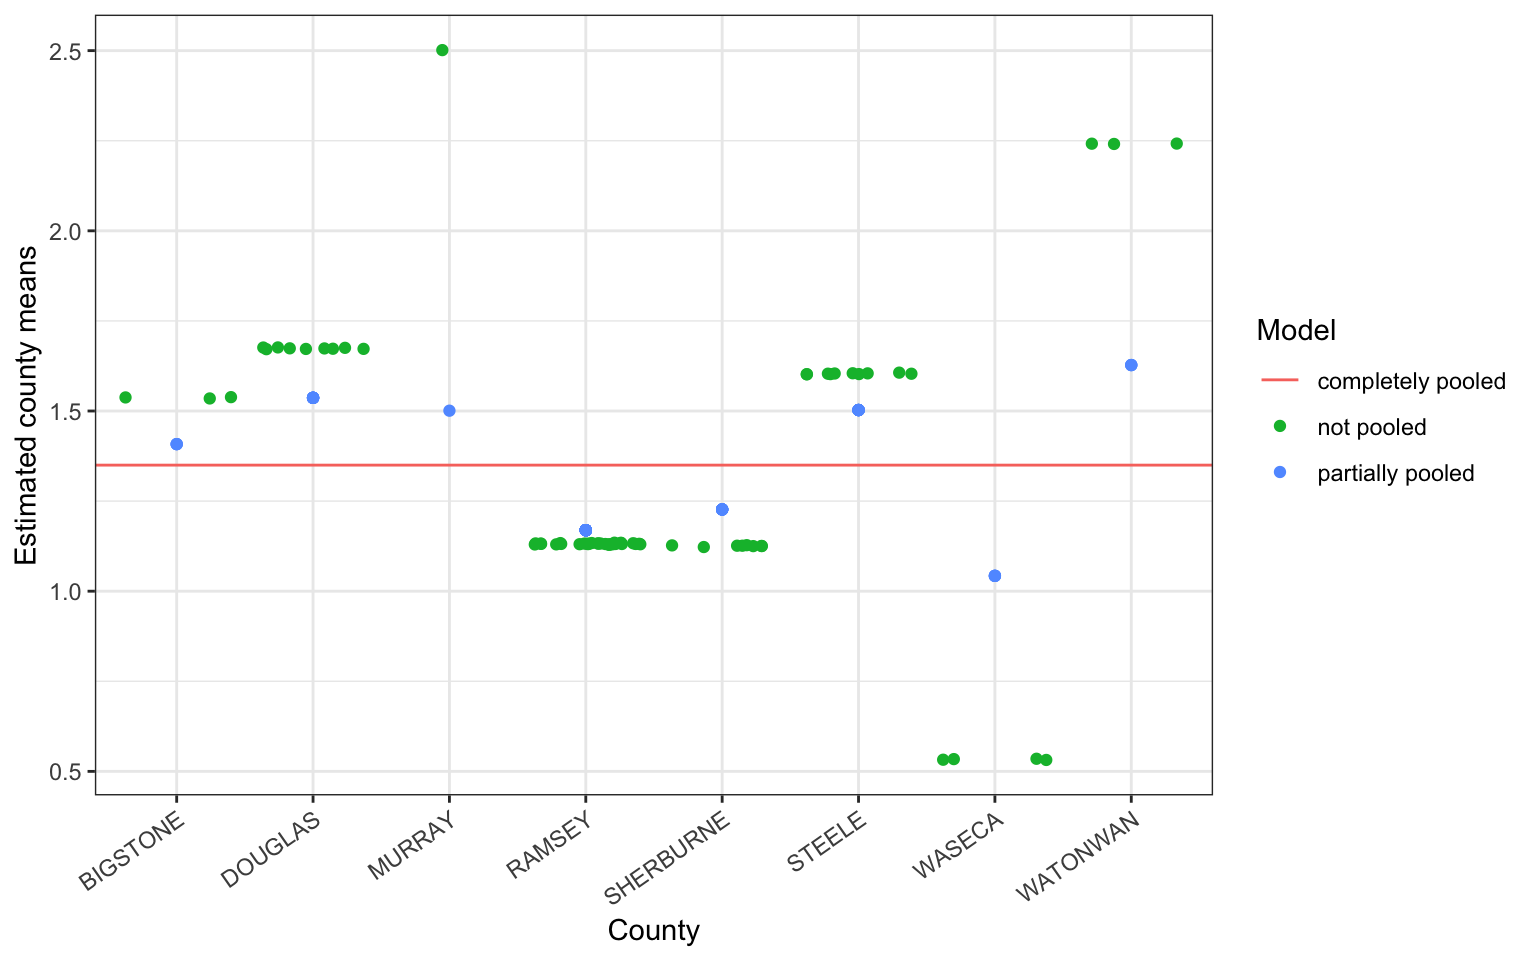 Estimated county means
2.5
2.0
1.5
1.0
0.5
BIGSTONE
DOUGLAS
MURRAY
RAMSEY
SHERBURNE
STEELE
WASECA
WATONWAN
County
Model
completely pooled
not pooled
partially pooled